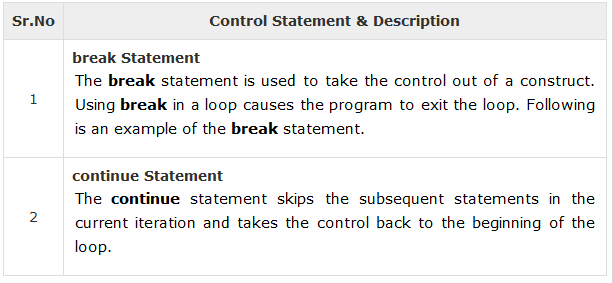 Sr.No Control Statement & Description
break Statement
The break statement is used to take the control out of a construct.
1
Using break in a loop causes the program to exit the loop. Following
is an example of the break statement.
continue Statement
The continue statement skips the subsequent statements in the
2
current iteration and takes the control back to the beginning of the
loop.